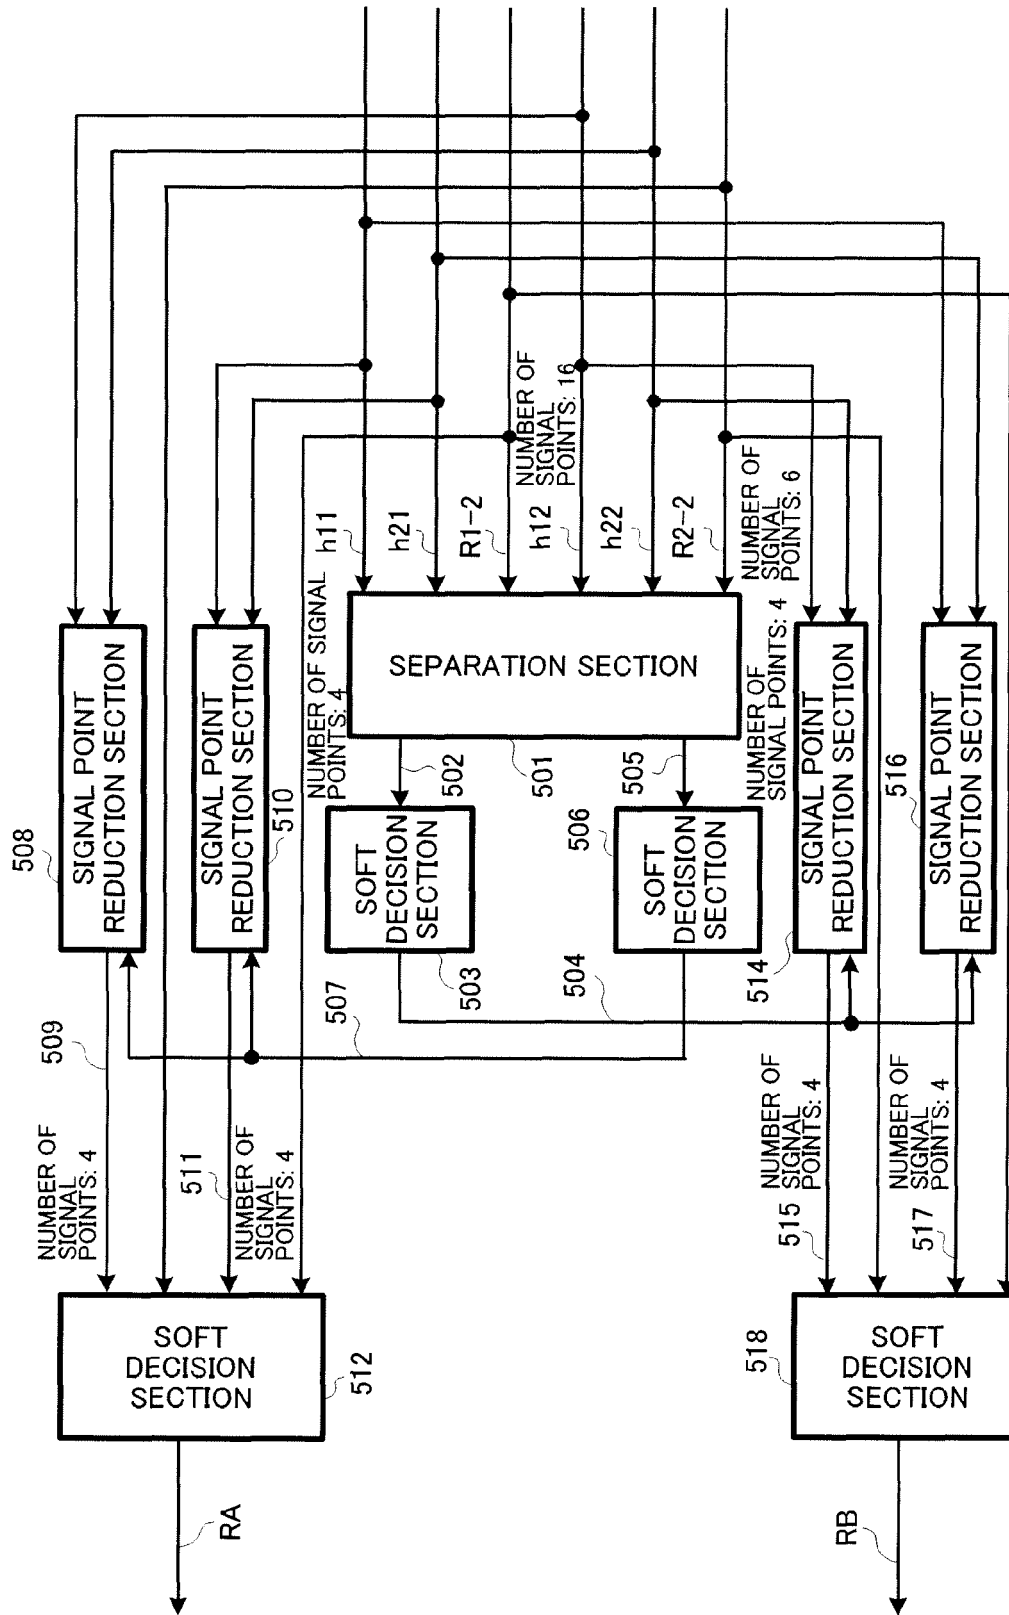 508
SIGNAL POINT
REDUCTION SECTION
509
NUMBER OF
SIGNAL
POINTS: 4
SIGNAL POINT
REDUCTION SECTION
510
511
NUMBER OF
SIGNAL
POINTS: 4
SOFT
DECISION
SECTION
512
RA
h11
h21
R1-2
NUMBER OF
SIGNAL
POINTS: 16
h12
h22
R2-2
NUMBER OF
SIGNAL
POINTS: 6
NUMBER OF SIGNAL
POINTS: 4
SEPARATION SECTION
501
502
505
NUMBER OF
SIGNAL POINTS: 4
SOFT
DECISION
SECTION
503
506
SOFT
DECISION
SECTION
507
504
514
SIGNAL POINT
REDUCTION SECTION
516
SIGNAL POINT
REDUCTION SECTION
NUMBER OF
SIGNAL
POINTS: 4
515
NUMBER OF
SIGNAL
POINTS: 4
517
518
SOFT
DECISION
SECTION
RB